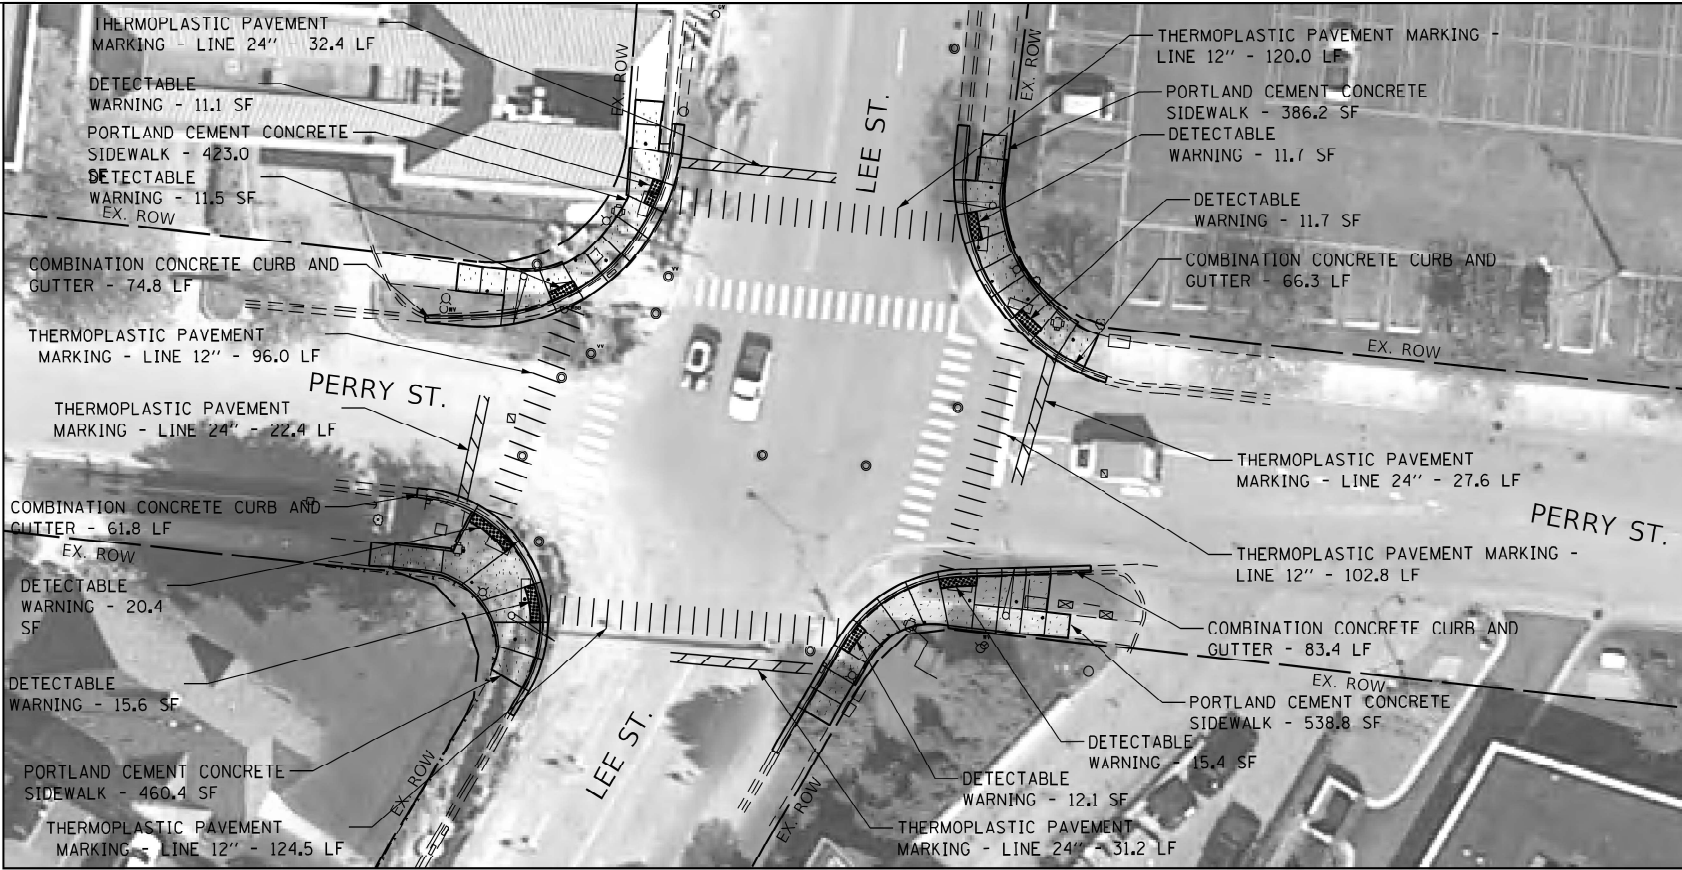 THERMOPLASTIC PAVEMENT
MARKING - LINE 24" - 32.4 LF
DETECTABLE
WARNING - 11.1 SF
PORTLAND CEMENT CONCRETE
SIDEWALK - 423.0
SF
DETECTABLE
WARNING - 11.5 SF
EX. ROW
COMBINATION CONCRETE CURB AND
GUTTER - 74.8 LF
THERMOPLASTIC PAVEMENT
MARKING - LINE 12" - 96.0 LF
PERRY ST.
THERMOPLASTIC PAVEMENT
MARKING - LINE 24" - 22.4 LF
COMBINATION CONCRETE CURB AND
GUTTER - 61.8 LF
EX. ROW
DETECTABLE
WARNING - 20.4
SF
DETECTABLE
WARNING - 15.6 SF
PORTLAND CEMENT CONCRETE
SIDEWALK - 460.4 SF
THERMOPLASTIC PAVEMENT
MARKING - LINE 12" - 124.5 LF
EX. ROW
EX. ROW
LEE ST.
LEE ST.
EX. ROW
EX. ROW
THERMOPLASTIC PAVEMENT MARKING -
LINE 12" - 120.0 LF
PORTLAND CEMENT CONCRETE
SIDEWALK - 386.2 SF
DETECTABLE
WARNING - 11.7 SF
DETECTABLE
WARNING - 11.7 SF
COMBINATION CONCRETE CURB AND
GUTTER - 66.3 LF
EX. ROW
THERMOPLASTIC PAVEMENT
MARKING - LINE 24" - 27.6 LF
PERRY ST.
THERMOPLASTIC PAVEMENT MARKING -
LINE 12" - 102.8 LF
COMBINATION CONCRETE CURB AND
GUTTER - 83.4 LF
EX. ROW
PORTLAND CEMENT CONCRETE
SIDEWALK - 538.8 SF
DETECTABLE
WARNING - 15.4 SF
DETECTABLE
WARNING - 12.1 SF
THERMOPLASTIC PAVEMENT
MARKING - LINE 24" - 31.2 LF